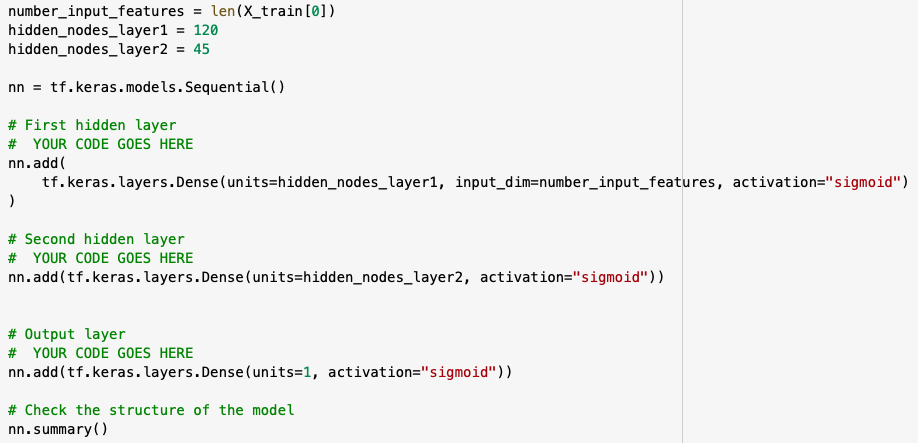 number_input_features = len(X_train[0])
hidden_nodes_layer1 = 120
hidden_nodes_layer2 = 45
nn = tf.keras.models.Sequential()
# First hidden layer
#  YOUR CODE GOES HERE
nn.add(
    tf.keras.layers.Dense(units=hidden_nodes_layer1, input_dim=number_input_features, activation="sigmoid")
)
# Second hidden layer
#  YOUR CODE GOES HERE
nn.add(tf.keras.layers.Dense(units=hidden_nodes_layer2, activation="sigmoid"))
# Output layer
#  YOUR CODE GOES HERE
nn.add(tf.keras.layers.Dense(units=1, activation="sigmoid"))
# Check the structure of the model
nn.summary()